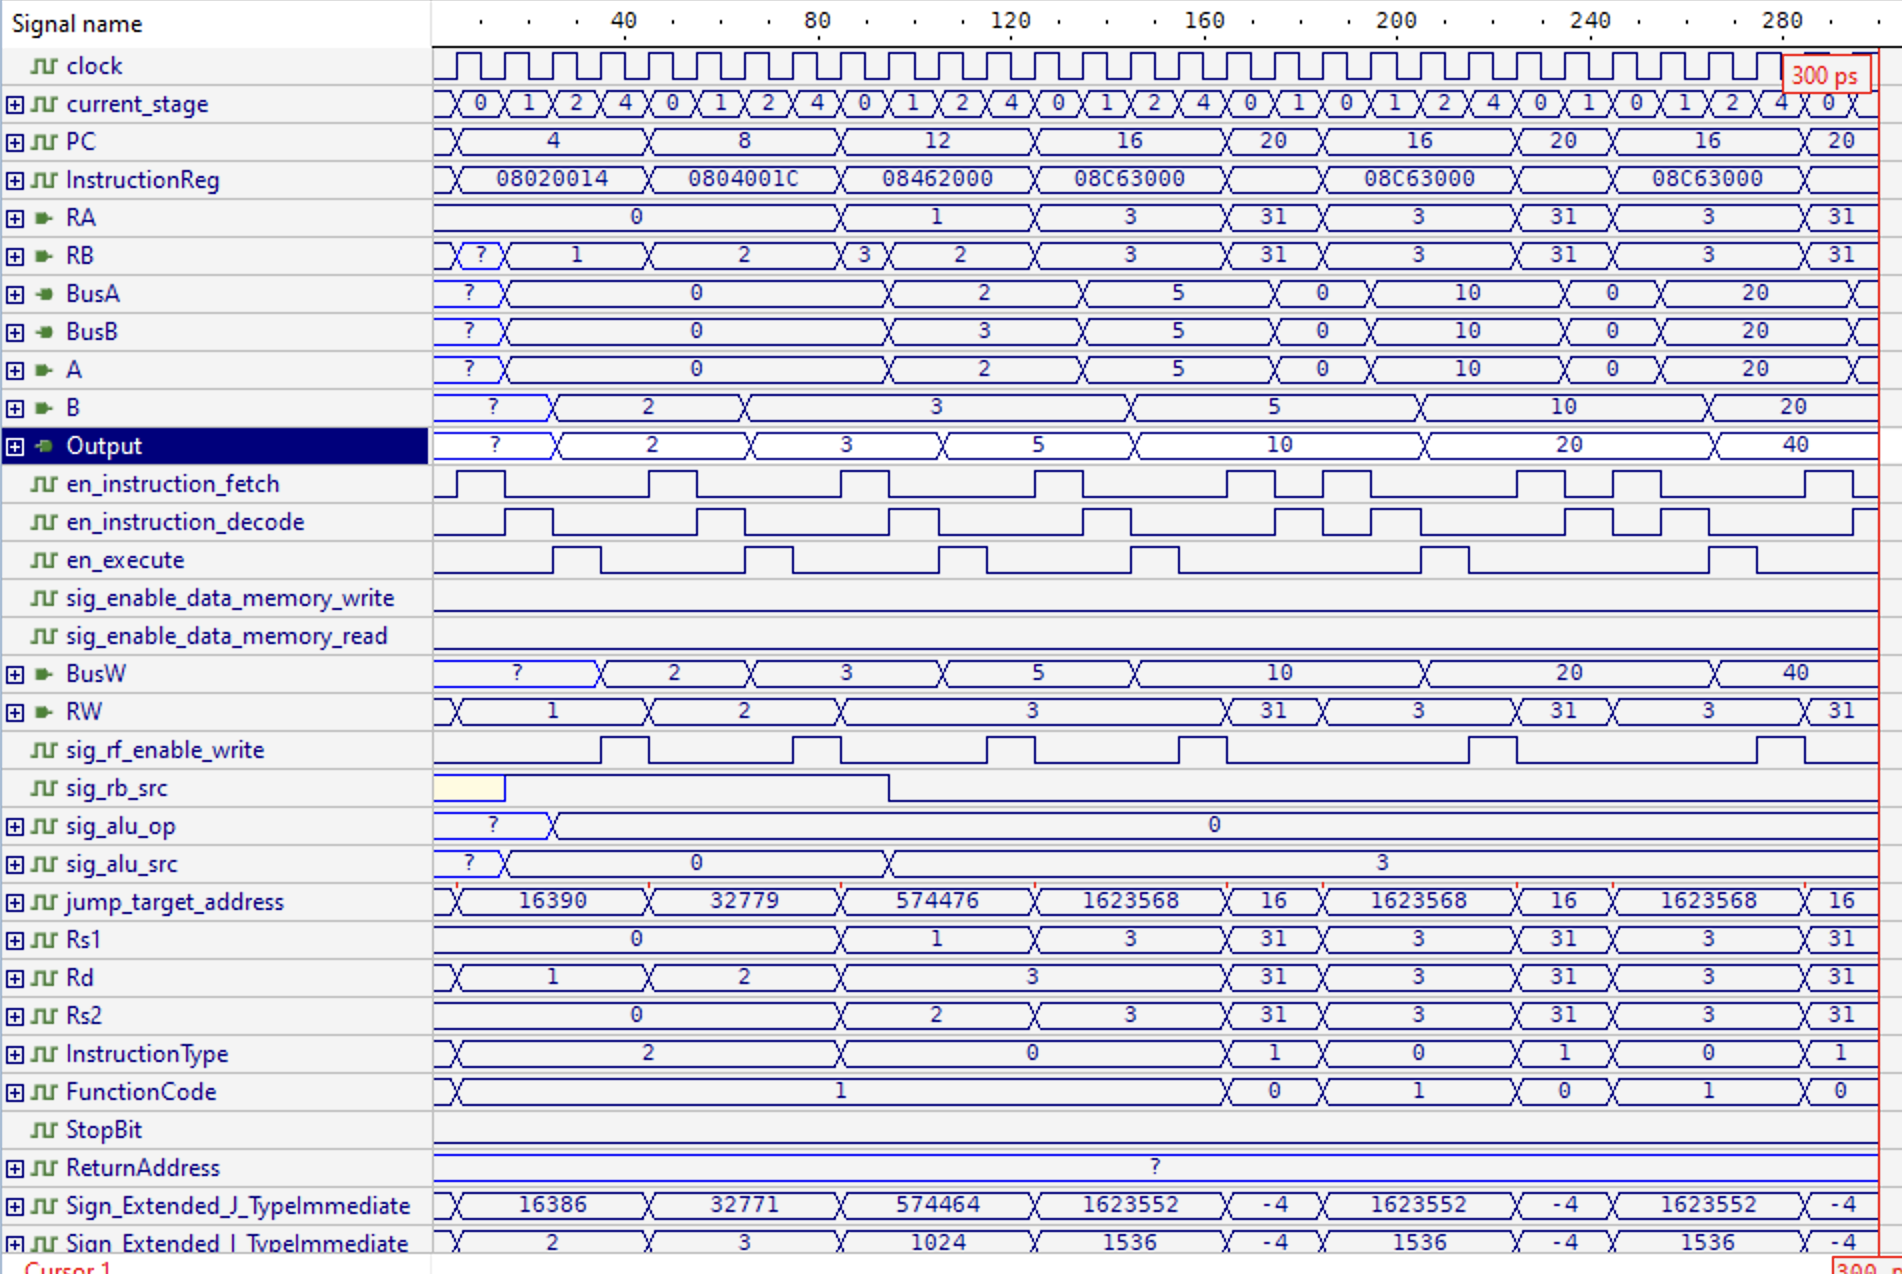 Signal name 40 80 120 160 200 240 280
clock 300 ps
current_stage 0 1 2 4 0 1 2 4 0 1 2 4 0 1 2 4 0 1 0 1 2 4 0 1 0 1 2 4 0
PC 4 8 12 16 20 16 20 16 20
InstructionReg 08020014 0804001C 08462000 08C63000 08C63000 08C63000
RA 0 1 3 31 3 31 3 31
RB ? 1 2 3 2 3 31 3 31 3 31
BusA ? 0 2 5 0 10 0 20
BusB ? 0 3 5 0 10 0 20
A ? 0 2 5 0 10 0 20
B ? 2 3 5 10 20
Output ? 2 3 5 10 20 40
en_instruction_fetch
en_instruction_decode
en_execute
sig_enable_data_memory_write
sig_enable_data_memory_read
BusW ? 2 3 5 10 20 40
RW 1 2 3 31 3 31 3 31
sig_rf_enable_write
sig_rb_src
sig_alu_op ? 0
sig_alu_src ? 0 3
jump_target_address 16390 32779 574476 1623568 16 1623568 16 1623568 16
Rs1 0 1 3 31 3 31 3 31
Rd 1 2 3 31 3 31 3 31
Rs2 0 2 3 31 3 31 3 31
InstructionType 2 0 1 0 1 0 1
FunctionCode 1 0 1 0 1 0
StopBit
ReturnAddress ?
Sign_Extended_J_TypeImmediate 16386 32771 574464 1623552 -4 1623552 -4 1623552 -4
Sign_Extended_I_TypeImmediate 2 3 1024 1536 -4 1536 -4 1536 -4
Cursor 1 300